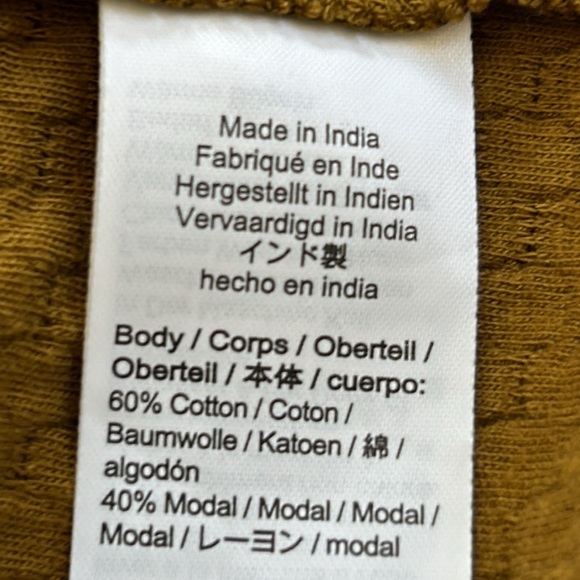 Made in India
Fabriqué en Inde
Hergestellt in Indien
Vervaardigd in India
インド製
hecho en india
Body / Corps / Oberteil /
Oberteil / 本体 / cuerpo:
60% Cotton / Coton /
Baumwolle / Katoen / 綿 /
algodón
40% Modal / Modal / Modal /
Modal / レーヨン / modal